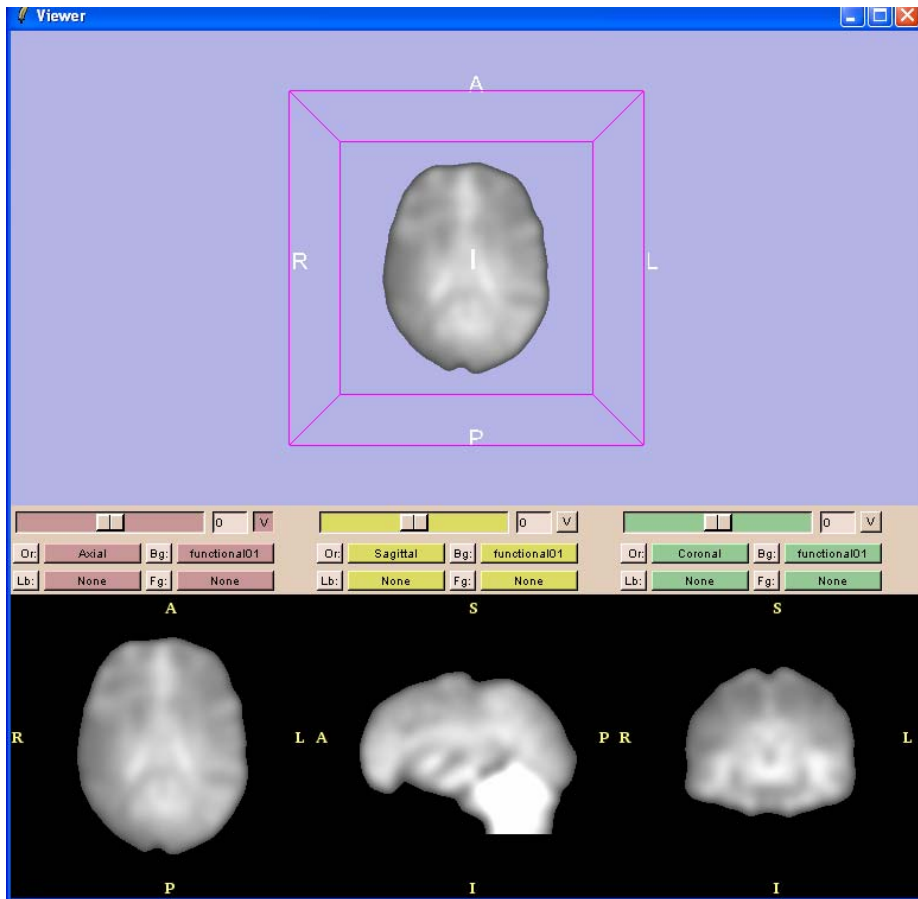 Viewer
A
R I L
P
0 V 0 V 0 V
Or: Axial Bg: functional01 Or: Sagittal Bg: functional01 Or: Coronal Bg: functional01
Lb: None Fg: None Lb: None Fg: None Lb: None Fg: None
A S S
R L A P R L
P I I